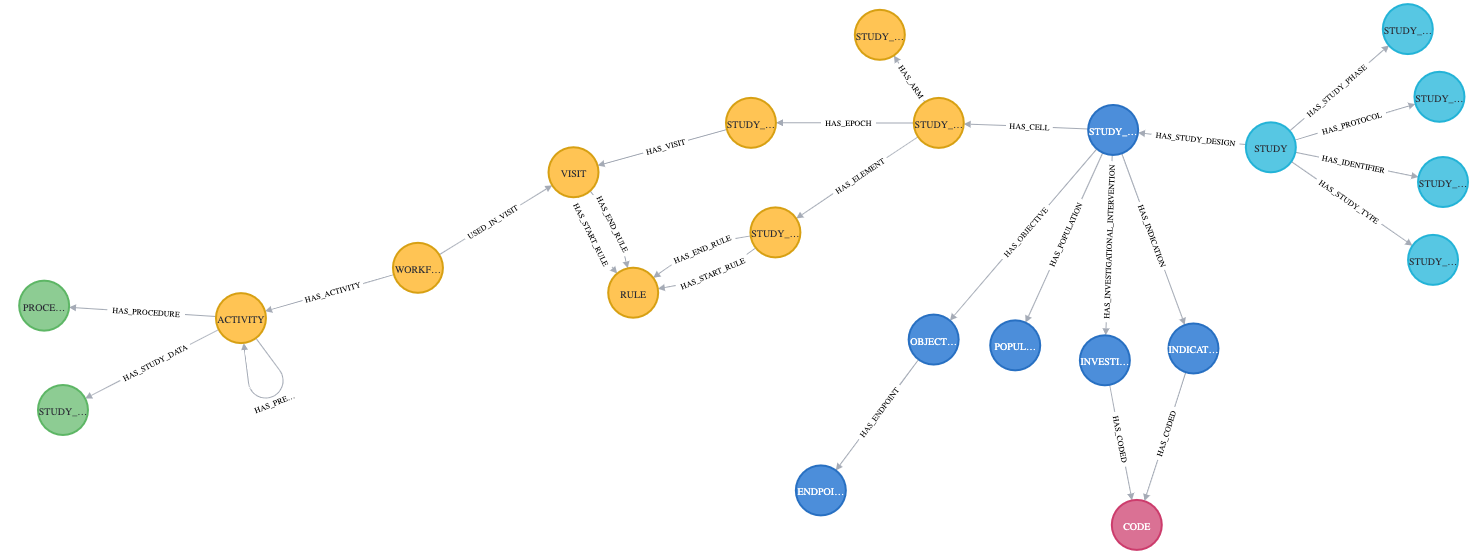 STUDY_...
STUDY_...
HAS_STUDY_PHASE
HAS_ARM
STUDY_...
HAS_PROTOCOL
STUDY_...
HAS_EPOCH
STUDY_...
HAS_CELL
STUDY_...
HAS_STUDY_DESIGN
STUDY
HAS_VISIT
HAS_IDENTIFIER
VISIT
HAS_ELEMENT
STUDY_...
HAS_STUDY_TYPE
USED_IN_VISIT
HAS_END_RULE
HAS_START_RULE
STUDY_...
HAS_OBJECTIVE
HAS_POPULATION
HAS_INVESTIGATIONAL_INTERVENTION
HAS_INDICATION
HAS_END_RULE
STUDY_...
WORKF...
HAS_START_RULE
HAS_ACTIVITY
RULE
PROCE...
HAS_PROCEDURE
ACTIVITY
OBJECT...
POPUL...
INVESTI...
INDICAT...
HAS_STUDY_DATA
STUDY_...
HAS_PRE...
HAS_ENDPOINT
HAS_CODED
HAS_CODED
ENDPOI...
CODE